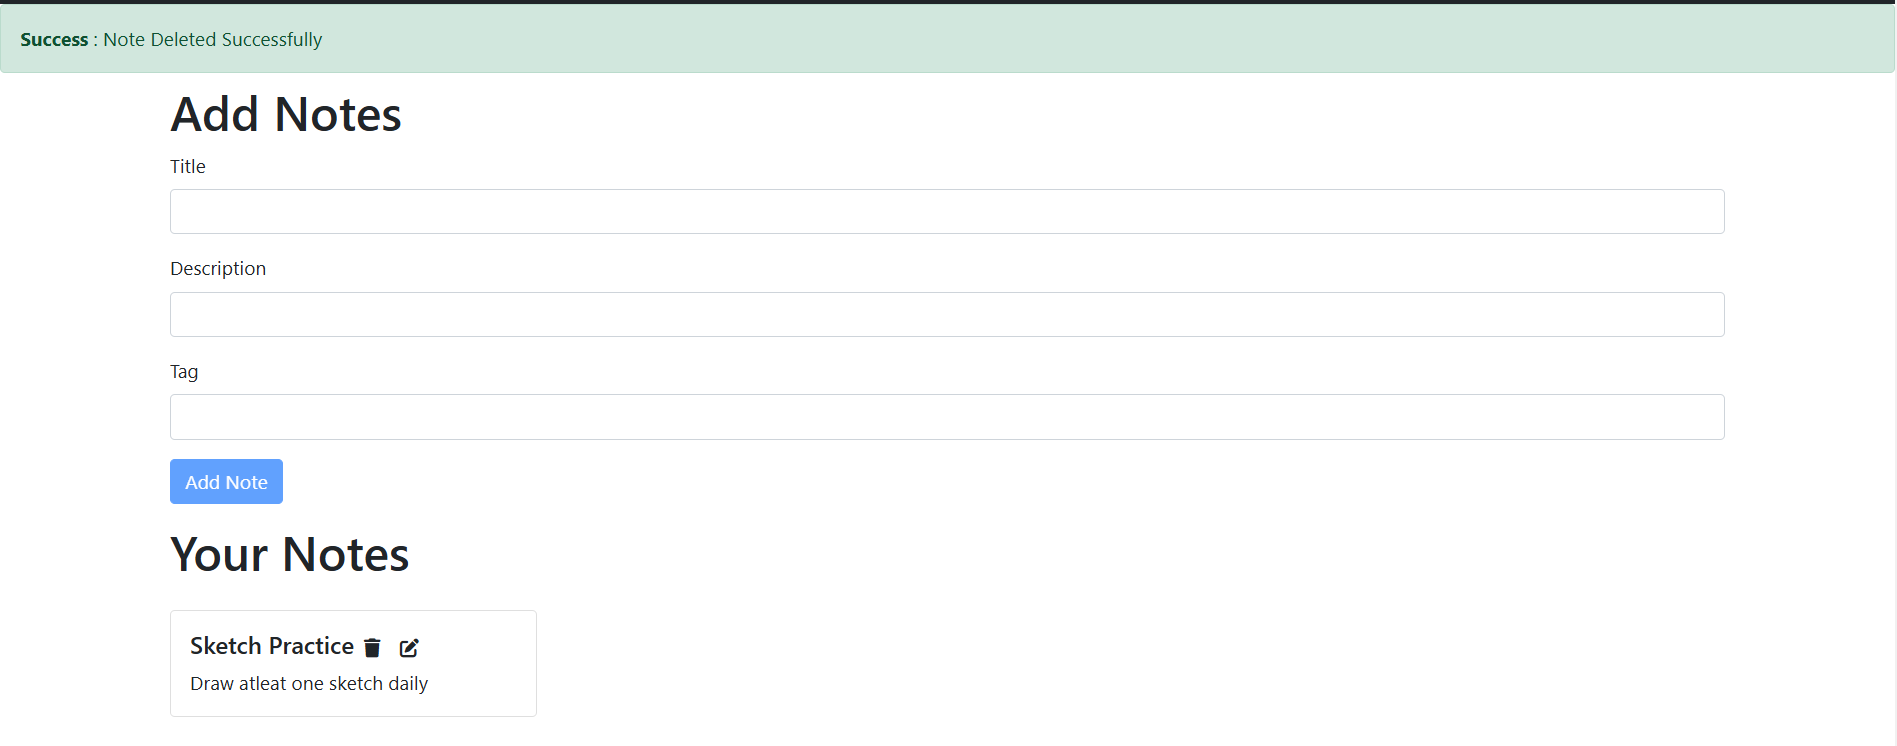 Success : Note Deleted Successfully
Add Notes
Title
Description
Tag
Add Note
Your Notes
Sketch Practice
Draw atleat one sketch daily